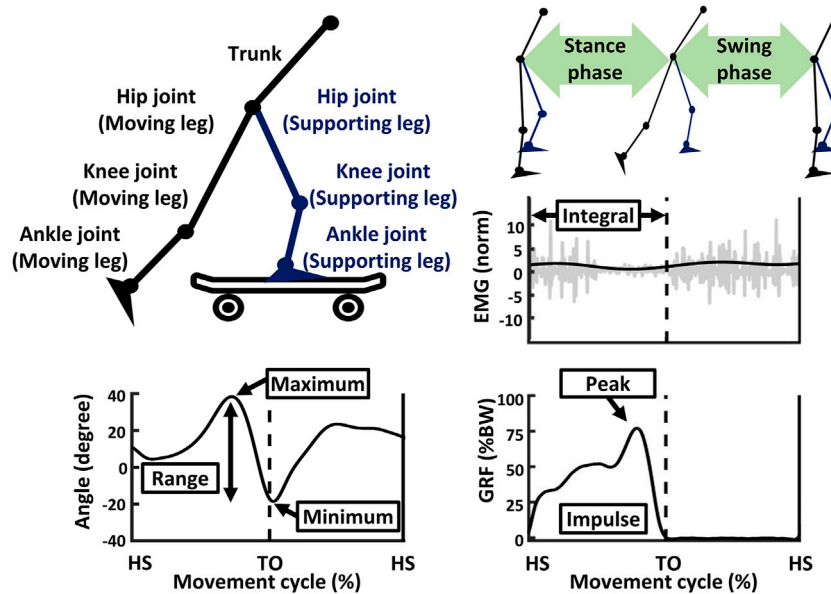 Trunk
Hip joint
(Moving leg)
Hip joint
(Supporting leg)
Knee joint
(Moving leg)
Knee joint
(Supporting leg)
Ankle joint
(Moving leg)
Ankle joint
(Supporting leg)
Stance
phase
Swing
phase
EMG (norm)
10
5
0
-5
-10
Integral
Angle (degree)
40
20
0
-20
-40
Maximum
Range
Minimum
HS
TO
HS
Movement cycle (%)
GRF (%BW)
100
75
50
25
0
Peak
Impulse
HS
TO
HS
Movement cycle (%)